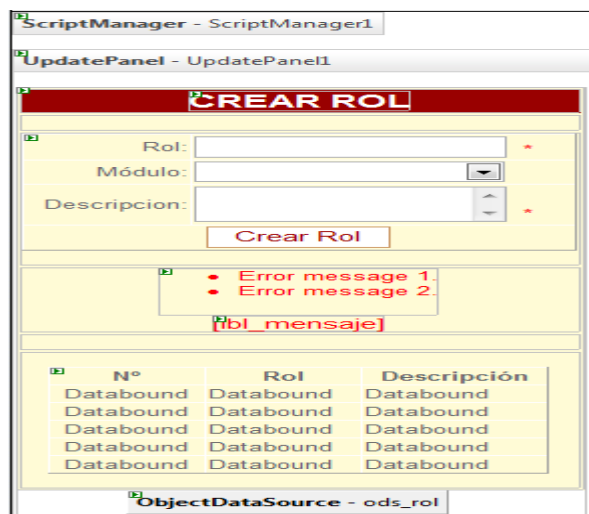 ScriptManager - ScriptManager1
UpdatePanel - UpdatePanel1
CREAR ROL
Rol: *
Módulo:
Descripcion: *
Crear Rol
• Error message 1.
• Error message 2.
[lbl_mensaje]
Nº Rol Descripción
Databound Databound Databound
Databound Databound Databound
Databound Databound Databound
Databound Databound Databound
Databound Databound Databound
ObjectDataSource - ods_rol